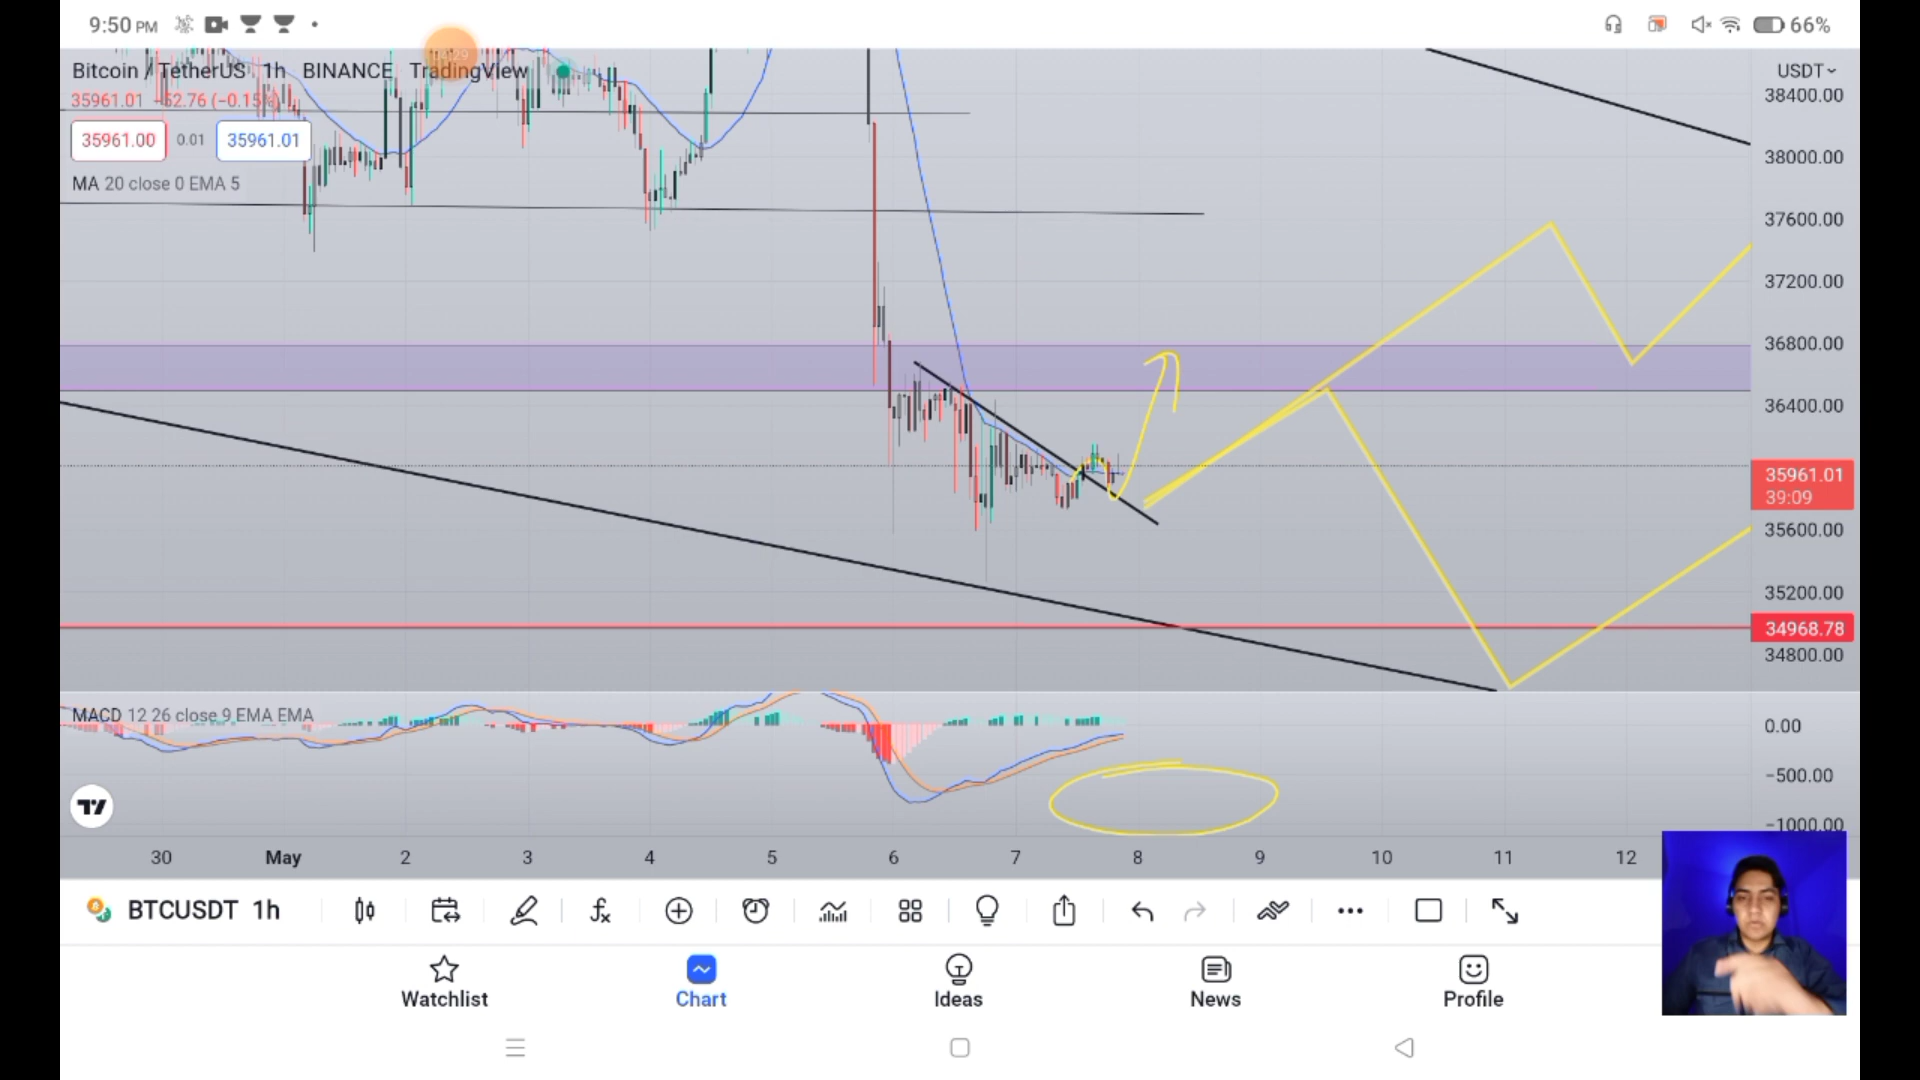 9:50 PM
66%
Bitcoin / TetherUS 1h BINANCE TradingView
USDT
35961.01 −52.76 (−0.15%)
35961.00 0.01 35961.01
MA 20 close 0 EMA 5
38400.00
38000.00
37600.00
37200.00
36800.00
36400.00
35961.01
39:09
35600.00
35200.00
34968.78
34800.00
MACD 12 26 close 9 EMA EMA
0.00
−500.00
−1000.00
30 May 2 3 4 5 6 7 8 9 10 11 12
BTCUSDT 1h
Watchlist Chart Ideas News Profile